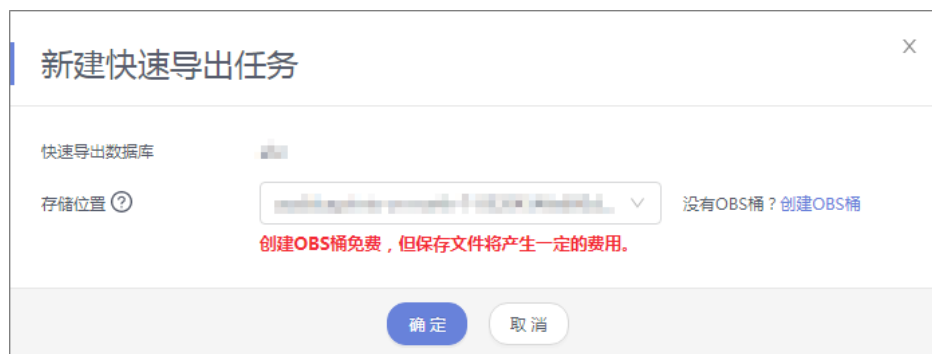 新建快速导出任务
快速导出数据库
存储位置 ? 没有OBS桶？创建OBS桶
创建OBS桶免费，但保存文件将产生一定的费用。
确定 取消